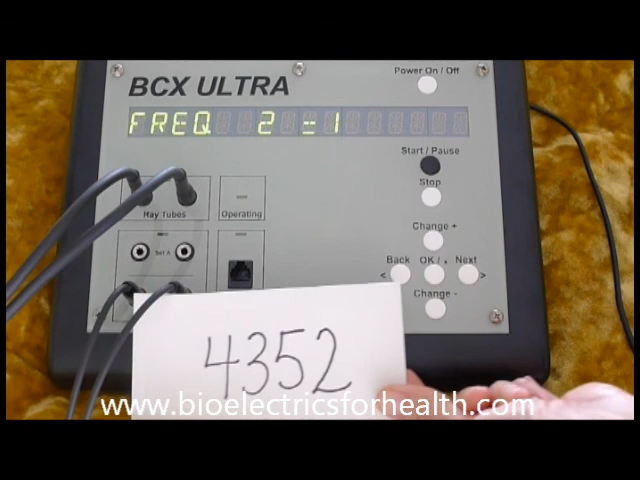 Power On / Off
BCX ULTRA
FREQ 2 =1
Start / Pause
Stop
Ray Tubes
Operating
Change +
Set A
Back OK / . Next
< >
Change -
4352
www.bioelectricsforhealth.com